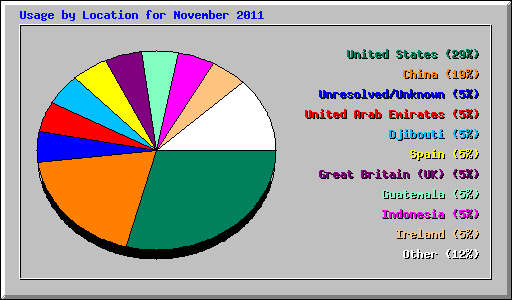 Usage by Location for November 2011
United States (29%)
China (19%)
Unresolved/Unknown (5%)
United Arab Emirates (5%)
Djibouti (5%)
Spain (5%)
Great Britain (UK) (5%)
Guatemala (5%)
Indonesia (5%)
Ireland (5%)
Other (12%)